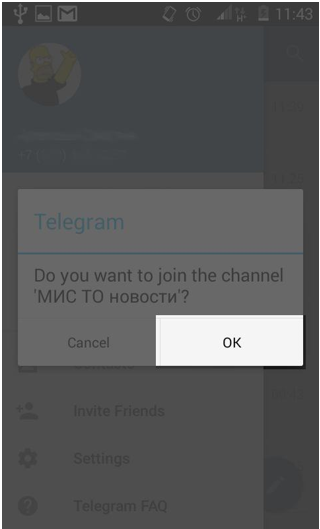 11:43
+7
Telegram
Do you want to join the channel
'МИС ТО новости'?
Cancel
OK
Invite Friends
Settings
Telegram FAQ